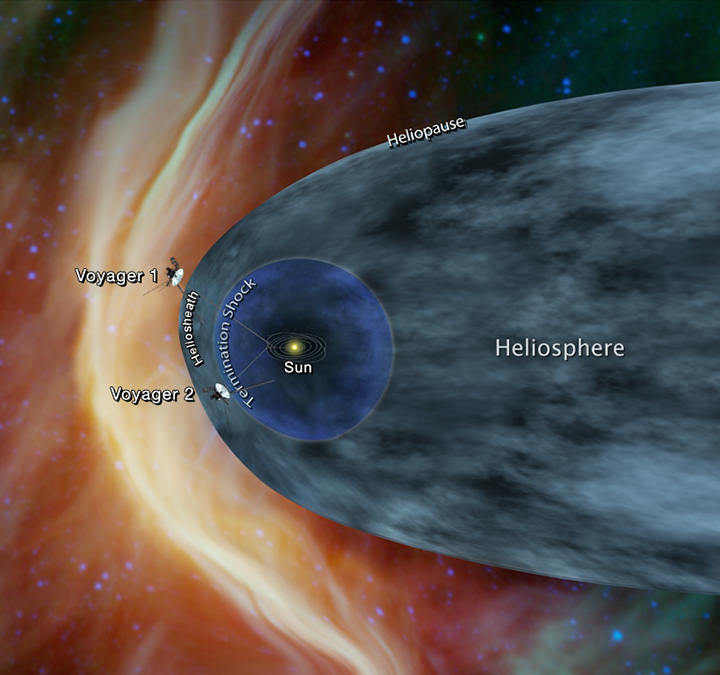 Heliopause
Voyager 1
Heliosheath
Termination Shock
Heliosphere
Sun
Voyager 2